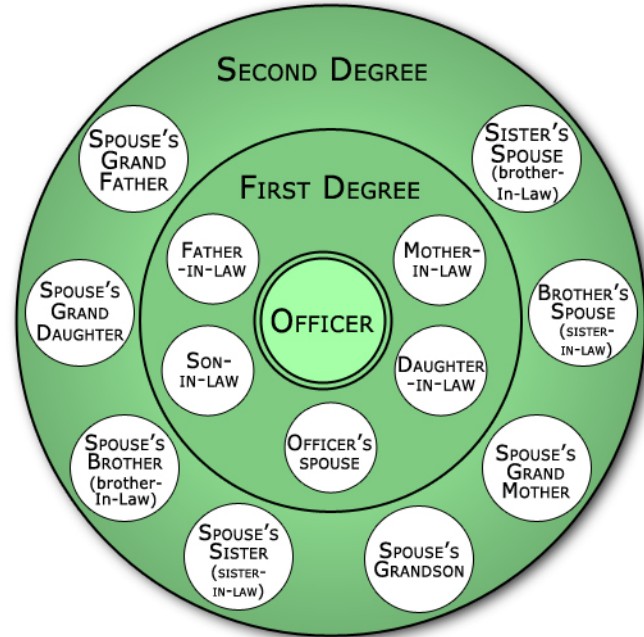 SECOND DEGREE
SPOUSE'S
GRAND
FATHER
SISTER'S
SPOUSE
(brother-
In-Law)
FIRST DEGREE
FATHER
-IN-LAW
MOTHER-
IN-LAW
SPOUSE'S
GRAND
DAUGHTER
OFFICER
BROTHER'S
SPOUSE
(SISTER-
IN-LAW)
SON-
IN-LAW
DAUGHTER
-IN-LAW
SPOUSE'S
BROTHER
(brother-
In-Law)
OFFICER'S
SPOUSE
SPOUSE'S
GRAND
MOTHER
SPOUSE'S
SISTER
(SISTER-
IN-LAW)
SPOUSE'S
GRANDSON